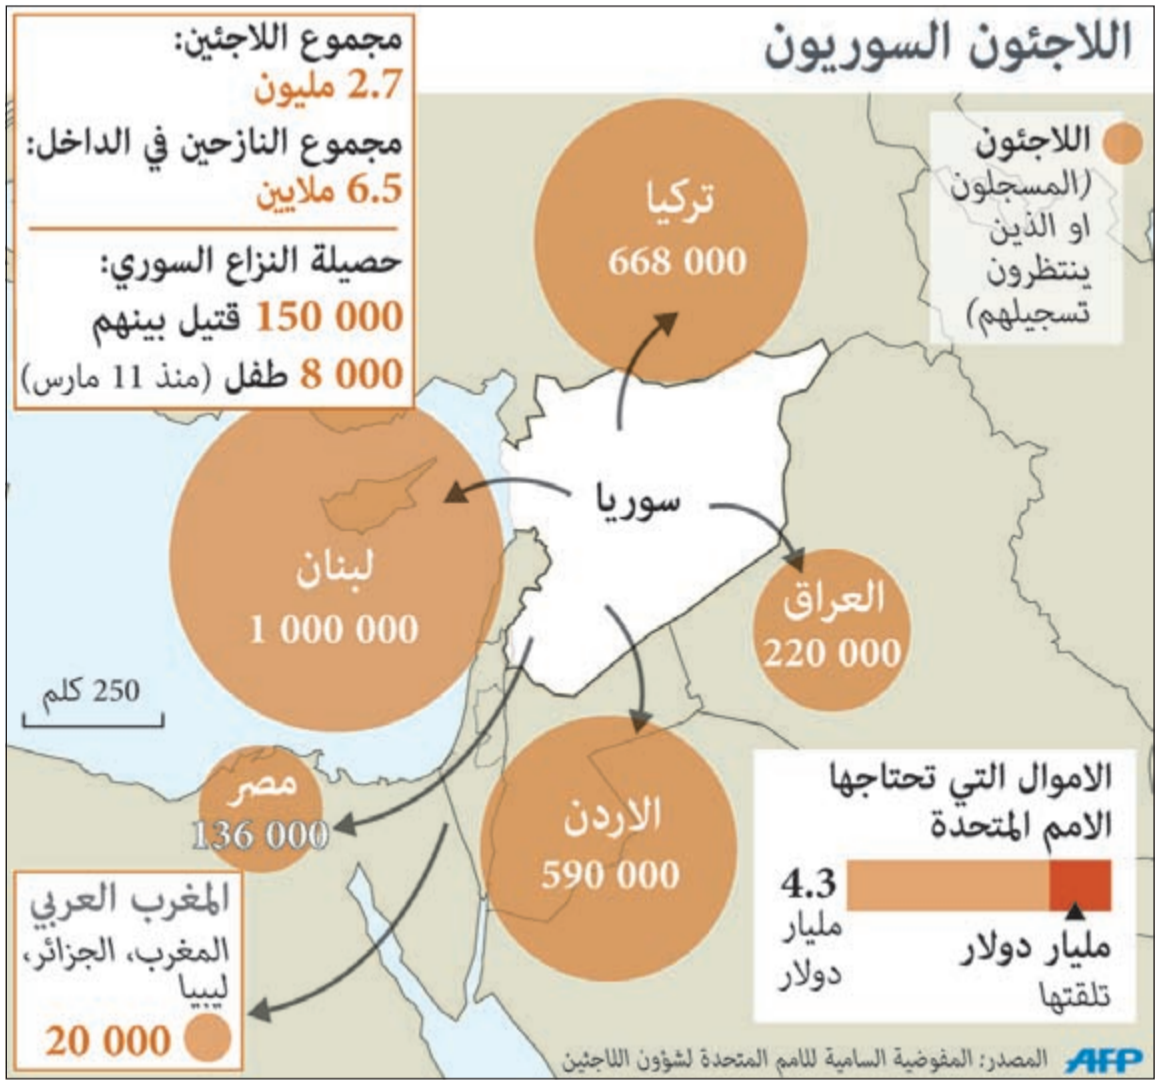 اللاجئون السوريون
مجموع اللاجئين:
2.7 مليون
مجموع النازحين في الداخل:
6.5 ملايين
حصيلة النزاع السوري:
150 000 قتيل بينهم
8 000 طفل (منذ 11 مارس)
اللاجئون
(المسجلون
او الذين
ينتظرون
تسجيلهم)
تركيا
668 000
سوريا
لبنان
1 000 000
العراق
220 000
250 كلم
مصر
136 000
الاردن
590 000
الاموال التي تحتاجها
الامم المتحدة
4.3
مليار
دولار
مليار دولار
تلقتها
المغرب العربي
المغرب، الجزائر،
ليبيا
20 000
المصدر: المفوضية السامية للامم المتحدة لشؤون اللاجئين
AFP